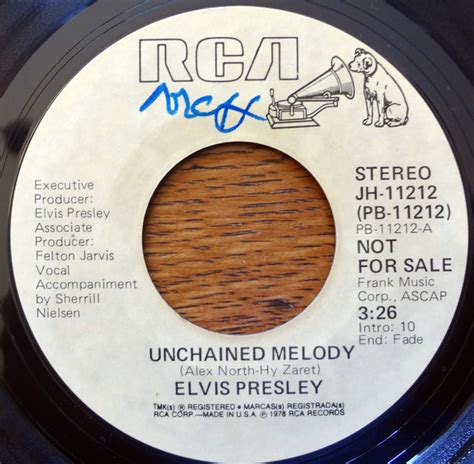 RCA
STEREO
JH-11212
(PB-11212)
PB-11212-A
NOT
FOR SALE
Frank Music
Corp., ASCAP
3:26
Intro: 10
End: Fade
Executive
Producer:
Elvis Presley
Associate
Producer:
Felton Jarvis
Vocal
Accompaniment
by Sherrill
Nielsen
UNCHAINED MELODY
(Alex North-Hy Zaret)
ELVIS PRESLEY
TMK(s) ® REGISTERED • MARCAS(S) REGISTRADA(S)
RCA CORP.—MADE IN U.S.A. ℗ 1978 RCA RECORDS